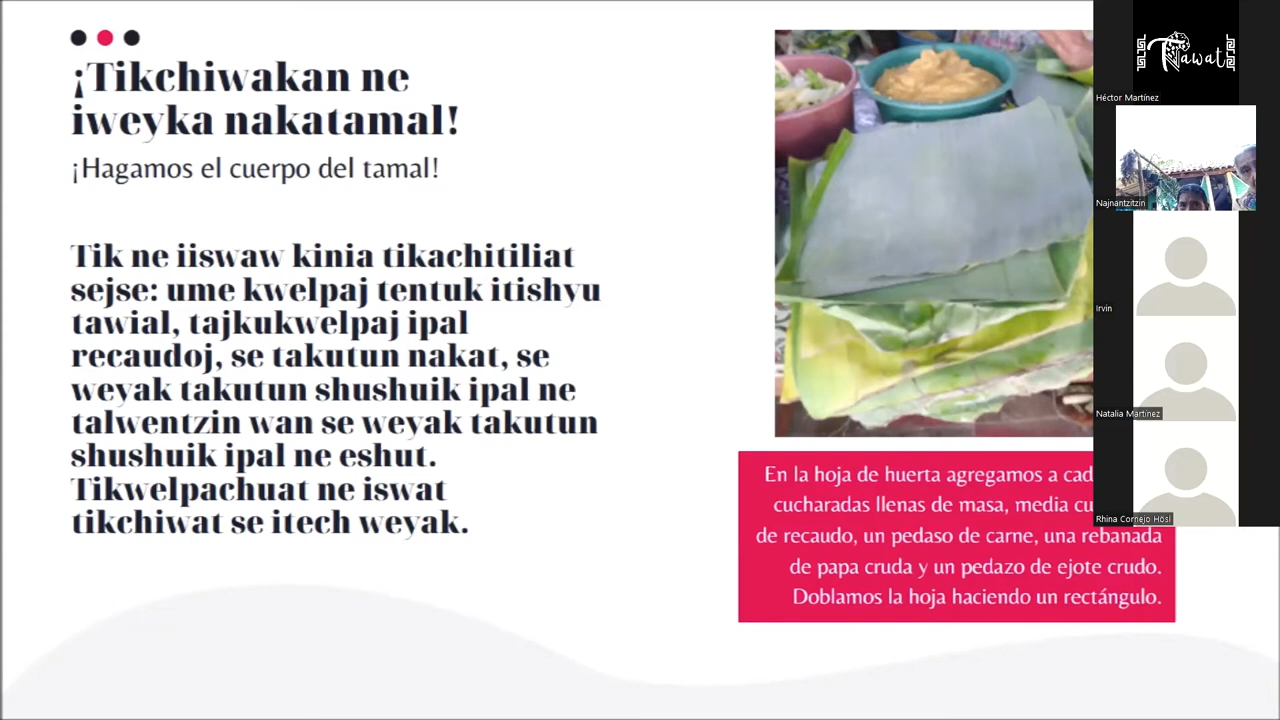 ¡Tikchiwakan ne
iweyka nakatamal!
¡Hagamos el cuerpo del tamal!
Tik ne iiswaw kinia tikachitiliat
sejse: ume kwelpaj tentuk itishyu
tawial, tajkukwelpaj ipal
recaudoj, se takutun nakat, se
weyak takutun shushuik ipal ne
talwentzin wan se weyak takutun
shushuik ipal ne eshut.
Tikwelpachuat ne iswat
tikchiwat se itech weyak.
En la hoja de huerta agregamos a
cucharadas llenas de masa, media
de recaudo, un pedaso de carne, una rebanada
de papa cruda y un pedazo de ejote crudo.
Doblamos la hoja haciendo un rectángulo.
Tawat
Héctor Martínez
Najnantzitzin
Irvin
Natalia Martínez
Rhina Cornejo Hösl